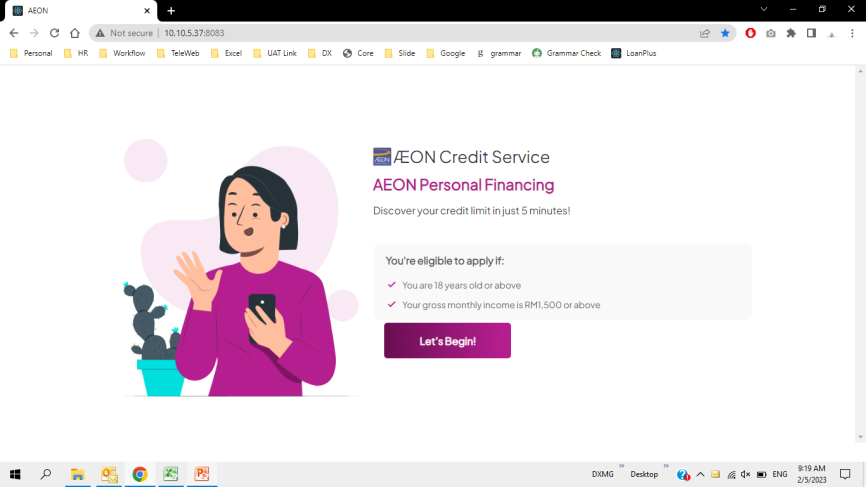 AEON
Not secure | 10.10.5.37:8083
Personal HR Workflow TeleWeb Excel UAT Link DX Core Slide Google grammar Grammar Check LoanPlus
ÆON Credit Service
AEON Personal Financing
Discover your credit limit in just 5 minutes!
You're eligible to apply if:
You are 18 years old or above
Your gross monthly income is RM1,500 or above
Let's Begin!
DXMG » Desktop » ENG 9:19 AM
2/5/2023